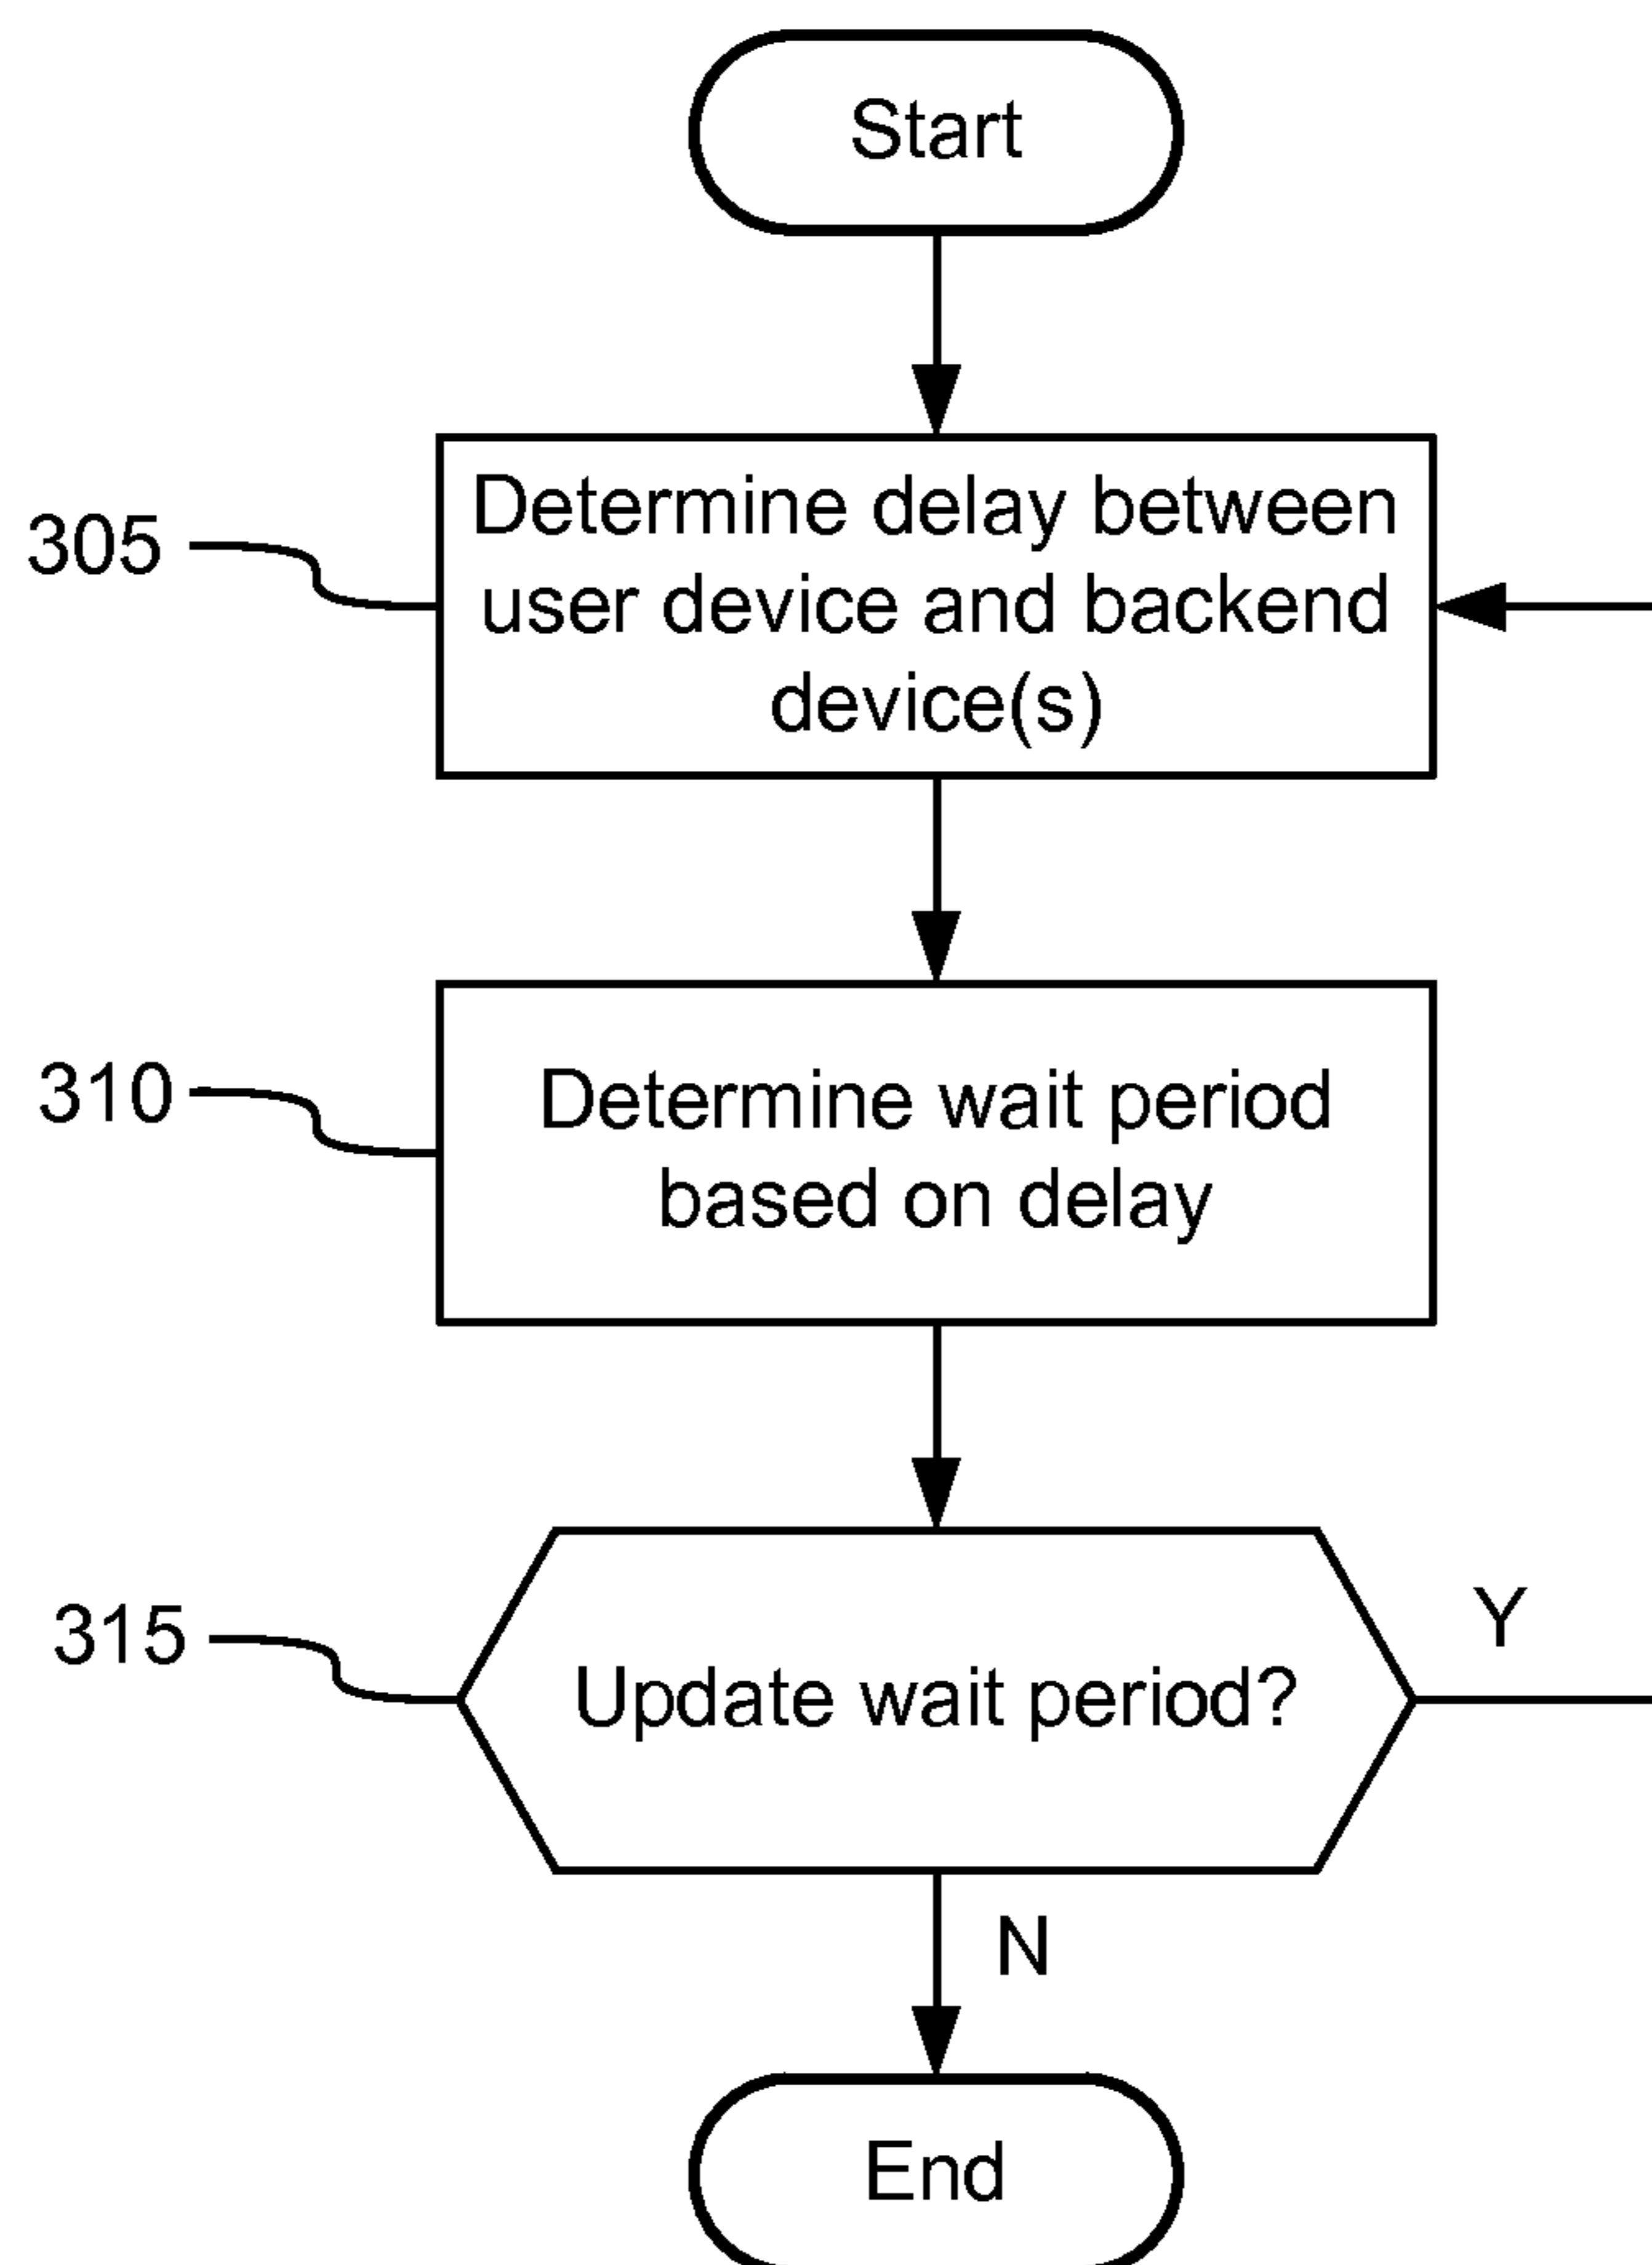 Start
305
Determine delay between
user device and backend
device(s)
310
Determine wait period
based on delay
315
Update wait period?
Y
N
End